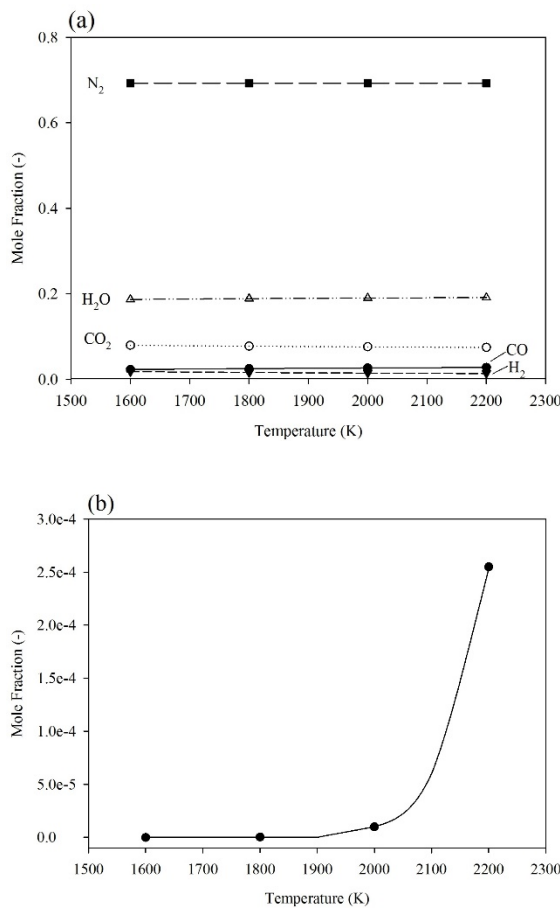 (a)
0.8
N2
0.6
Mole Fraction (-)
0.4
H2O
0.2
CO2
CO
H2
0.0
1500 1600 1700 1800 1900 2000 2100 2200 2300
Temperature (K)
(b)
3.0e-4
2.5e-4
2.0e-4
Mole Fraction (-)
1.5e-4
1.0e-4
5.0e-5
0.0
1500 1600 1700 1800 1900 2000 2100 2200 2300
Temperature (K)